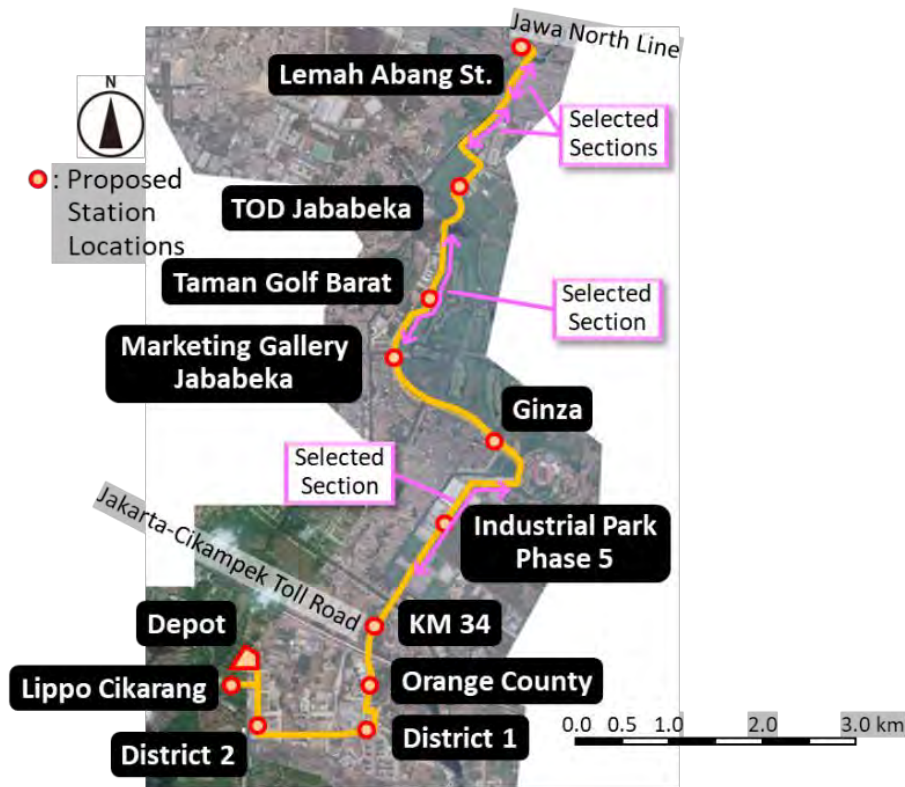 Jawa North Line
Lemah Abang St.
N
Selected
Sections
: Proposed
Station
Locations
TOD Jababeka
Taman Golf Barat
Selected
Section
Marketing Gallery
Jababeka
Ginza
Selected
Section
Industrial Park
Phase 5
Jakarta-Cikampek Toll Road
Depot
KM 34
Lippo Cikarang
Orange County
District 2
District 1
0.0 0.5 1.0 2.0 3.0 km